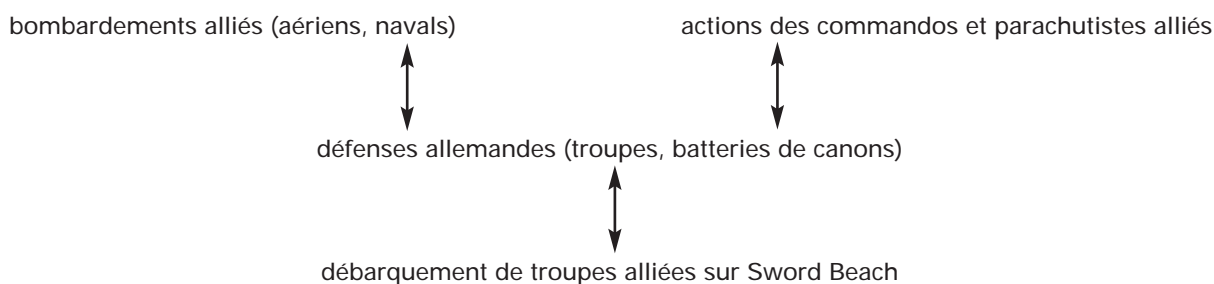 bombardements alliés (aériens, navals)
actions des commandos et parachutistes alliés
défenses allemandes (troupes, batteries de canons)
débarquement de troupes alliées sur Sword Beach